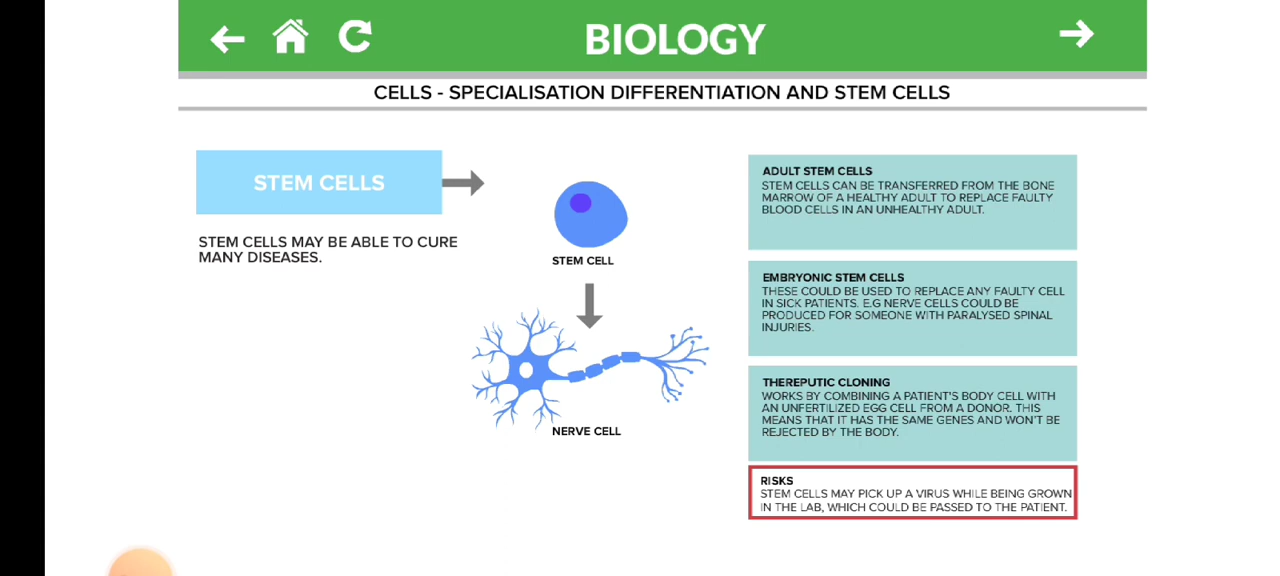 BIOLOGY
CELLS - SPECIALISATION DIFFERENTIATION AND STEM CELLS
STEM CELLS
STEM CELLS MAY BE ABLE TO CURE
MANY DISEASES.
STEM CELL
NERVE CELL
ADULT STEM CELLS
STEM CELLS CAN BE TRANSFERRED FROM THE BONE
MARROW OF A HEALTHY ADULT TO REPLACE FAULTY
BLOOD CELLS IN AN UNHEALTHY ADULT.
EMBRYONIC STEM CELLS
THESE COULD BE USED TO REPLACE ANY FAULTY CELL
IN SICK PATIENTS. E.G NERVE CELLS COULD BE
PRODUCED FOR SOMEONE WITH PARALYSED SPINAL
INJURIES.
THEREPUTIC CLONING
WORKS BY COMBINING A PATIENT'S BODY CELL WITH
AN UNFERTILIZED EGG CELL FROM A DONOR. THIS
MEANS THAT IT HAS THE SAME GENES AND WON'T BE
REJECTED BY THE BODY.
RISKS
STEM CELLS MAY PICK UP A VIRUS WHILE BEING GROWN
IN THE LAB, WHICH COULD BE PASSED TO THE PATIENT.